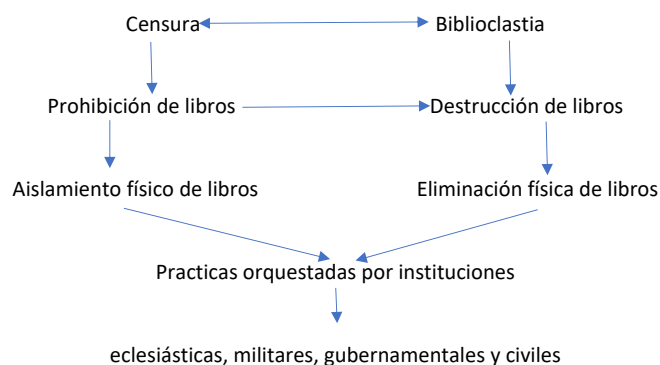 Censura
Biblioclastia
Prohibición de libros
Destrucción de libros
Aislamiento físico de libros
Eliminación física de libros
Practicas orquestadas por instituciones
eclesiásticas, militares, gubernamentales y civiles